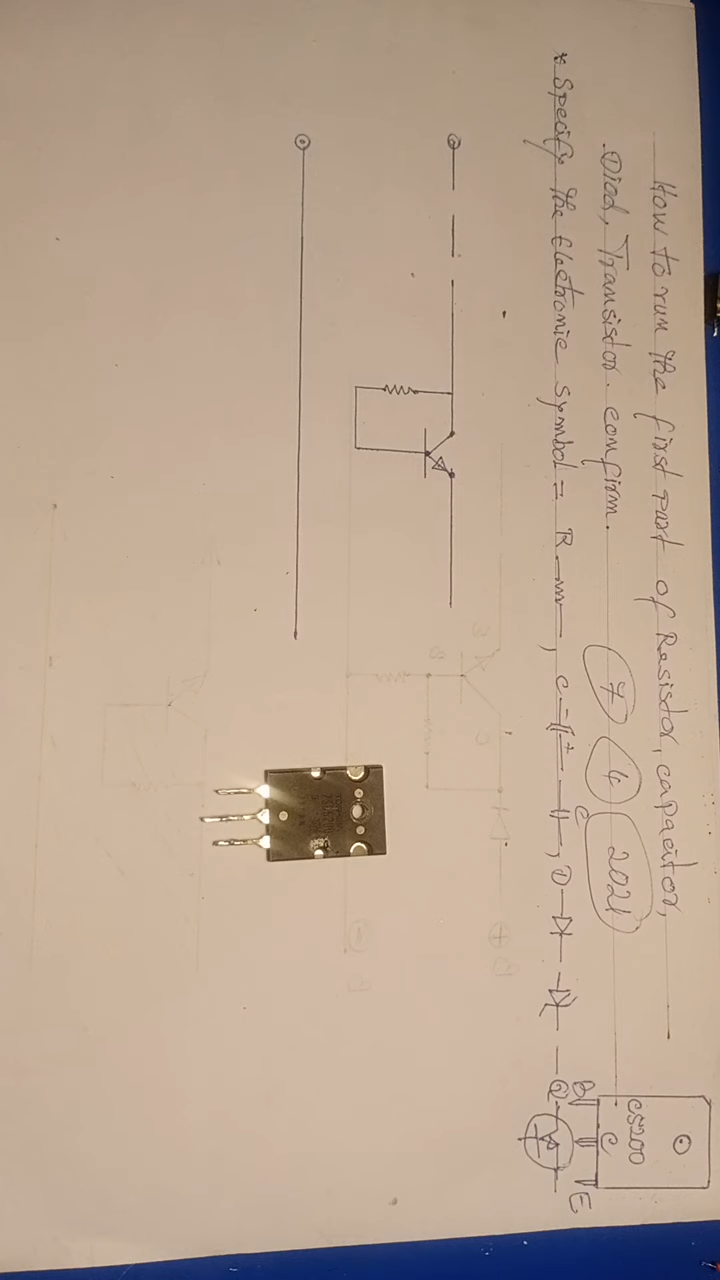 How to run the first part of Resistor, capacitor,
.Diod, Transistor. confirm.
7 4 2021
* Specify the Electronic symbol = R , C + , C , D Q
C5200
C
B E